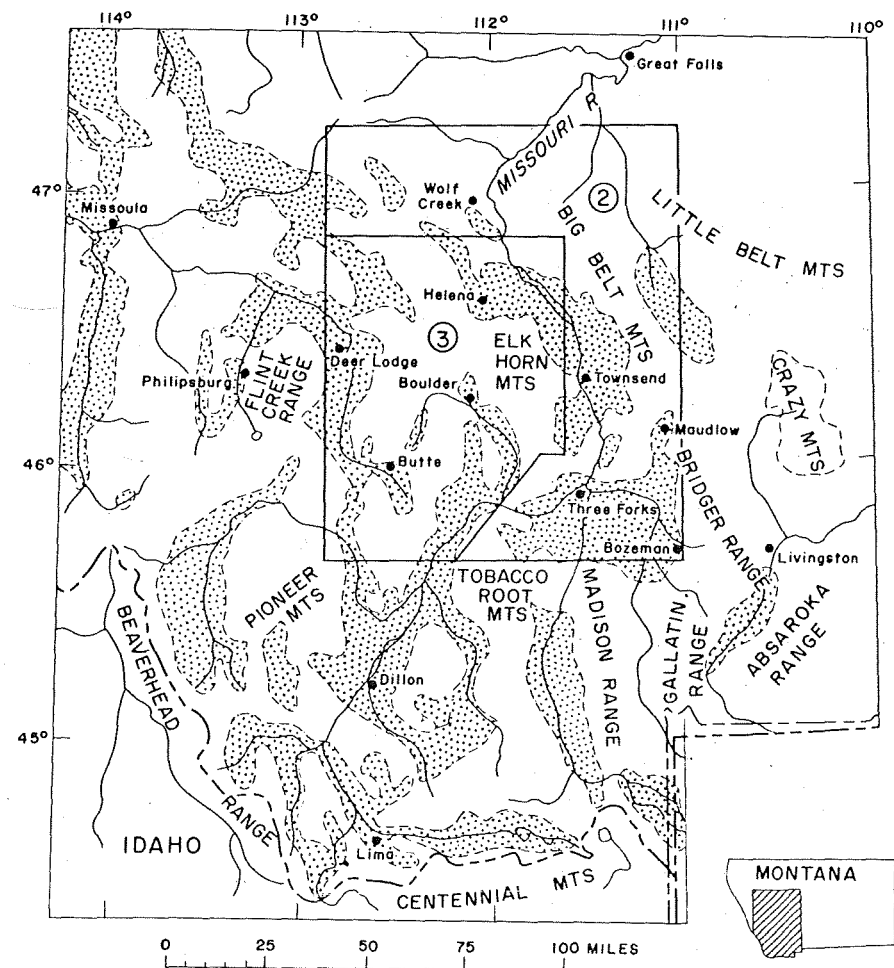 114°
113°
112°
111°
110°
Great Falls
MISSOURI R.
47°
Wolf
Creek
2
Missoula
BIG BELT MTS
LITTLE BELT MTS
Helena
3
ELK
HORN
MTS
Deer Lodge
Philipsburg
FLINT
CREEK
RANGE
Boulder
Townsend
CRAZY MTS
Maudlow
46°
Butte
BRIDGER RANGE
Three Forks
Bozeman
Livingston
TOBACCO
ROOT
MTS
PIONEER
MTS
MADISON RANGE
GALLATIN
RANGE
ABSAROKA
RANGE
BEAVERHEAD
RANGE
Dillon
45°
IDAHO
Lima
CENTENNIAL MTS
MONTANA
0 25 50 75 100 MILES